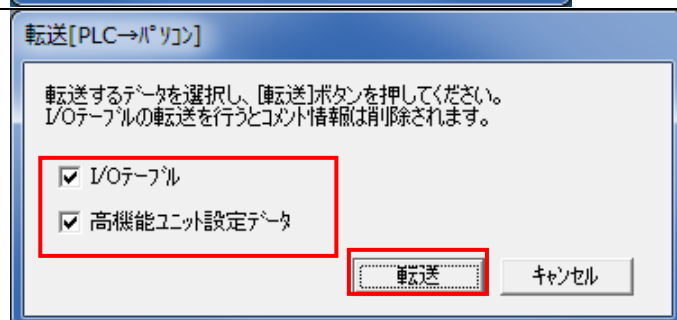 転送[PLC→ﾊﾟｿｺﾝ]
転送するﾃﾞｰﾀを選択し、[転送]ボタンを押してください。
I/Oﾃｰﾌﾞﾙの転送を行うとｺﾒﾝﾄ情報は削除されます。
I/Oﾃｰﾌﾞﾙ
高機能ﾕﾆｯﾄ設定ﾃﾞｰﾀ
転送 ｷｬﾝｾﾙ